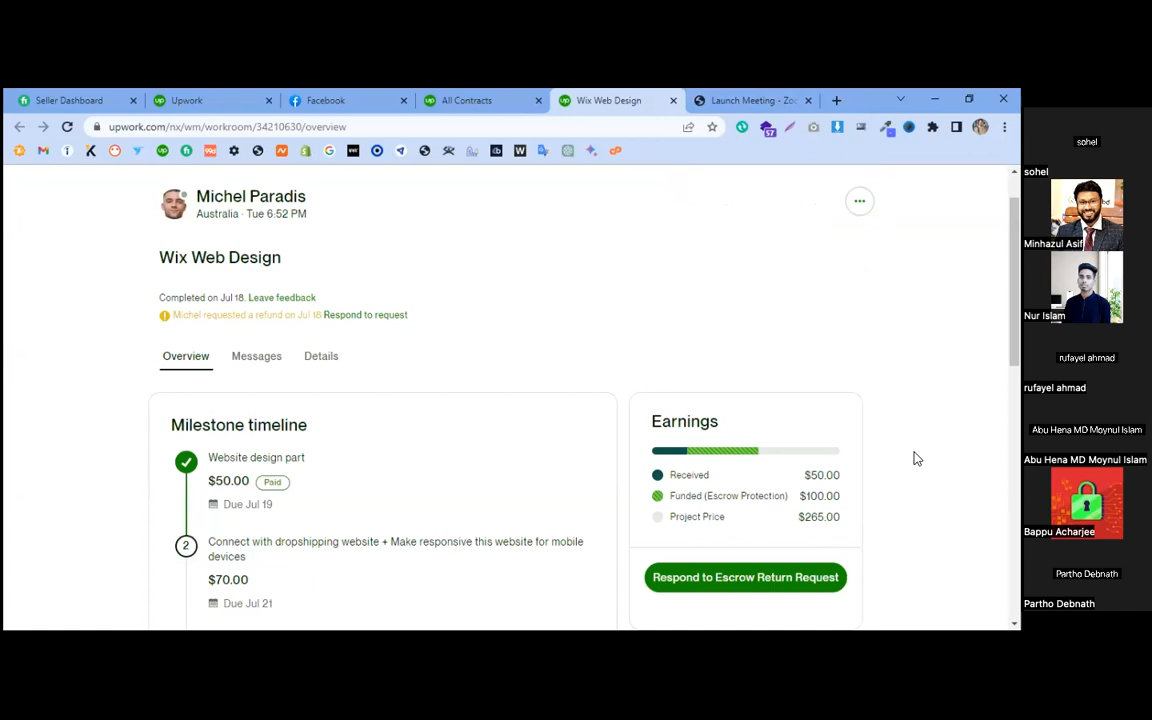 Seller Dashboard
Upwork
Facebook
All Contracts
Wix Web Design
Launch Meeting - Zoo
upwork.com/nx/wm/workroom/34210630/overview
57
Michel Paradis
Australia · Tue 6:52 PM
Wix Web Design
Completed on Jul 18. Leave feedback
Michel requested a refund on Jul 18 Respond to request
Overview
Messages
Details
Milestone timeline
Website design part
$50.00 Paid
Due Jul 19
2
Connect with dropshipping website + Make responsive this website for mobile
devices
$70.00
Due Jul 21
Earnings
Received $50.00
Funded (Escrow Protection) $100.00
Project Price $265.00
Respond to Escrow Return Request
sohel
sohel
Minhazul Asif
Nur Islam
rufayel ahmad
rufayel ahmad
Abu Hena MD Moynul Islam
Abu Hena MD Moynul Islam
Bappu Acharjee
Partho Debnath
Partho Debnath